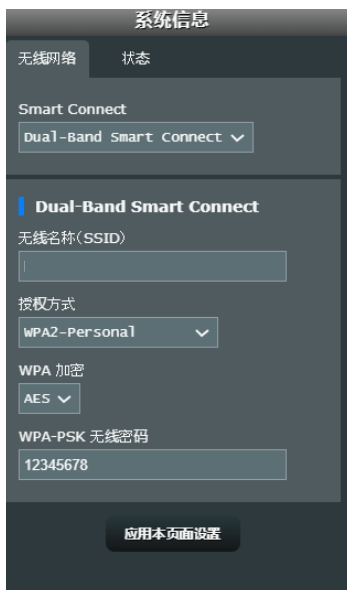 系统信息
无线网络 状态
Smart Connect
Dual-Band Smart Connect
Dual-Band Smart Connect
无线名称(SSID)
授权方式
WPA2-Personal
WPA 加密
AES
WPA-PSK 无线密码
12345678
应用本页面设置